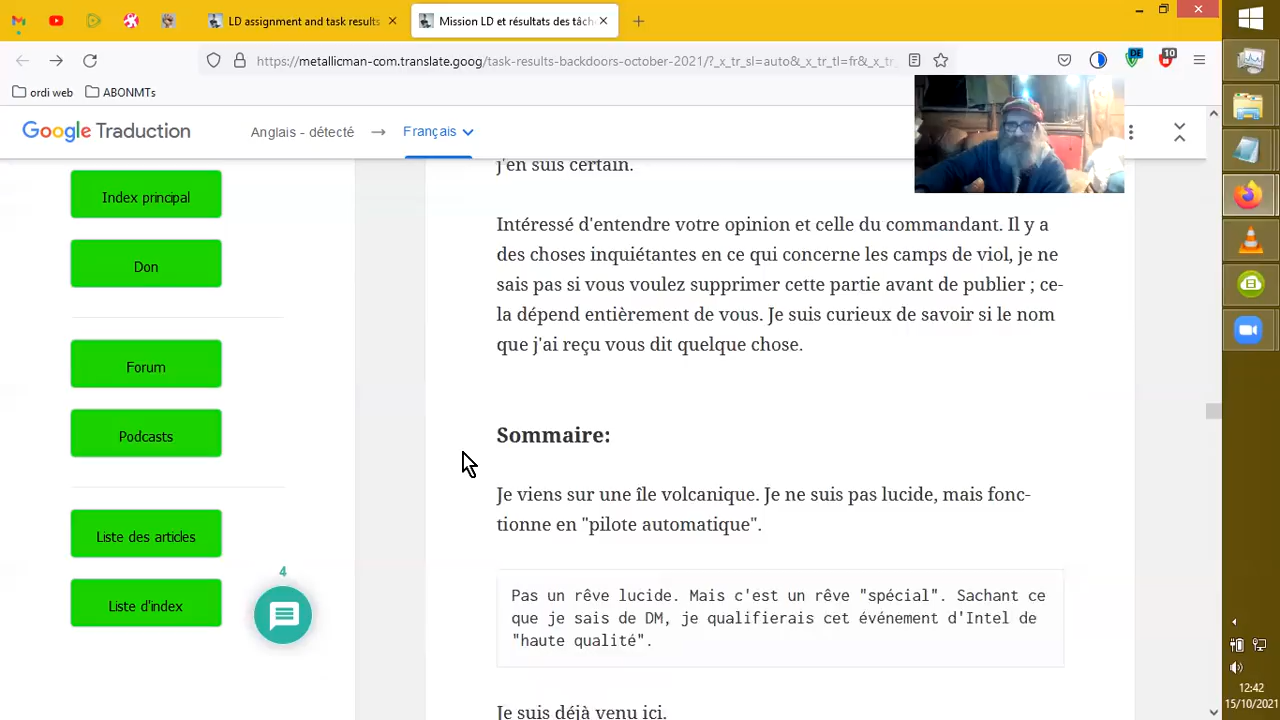 LD assignment and task results
Mission LD et résultats des tâch
https://metallicman-com.translate.goog/task-results-backdoors-october-2021/?_x_tr_sl=auto&_x_tr_tl=fr&_x_tr_
DE
10
ordi web
ABONMTs
Google Traduction
Anglais - détecté
Français
Index principal
Don
Forum
Podcasts
Liste des articles
Liste d'index
4
j'en suis certain.
Intéressé d'entendre votre opinion et celle du commandant. Il y a
des choses inquiétantes en ce qui concerne les camps de viol, je ne
sais pas si vous voulez supprimer cette partie avant de publier ; ce-
la dépend entièrement de vous. Je suis curieux de savoir si le nom
que j'ai reçu vous dit quelque chose.
Sommaire:
Je viens sur une île volcanique. Je ne suis pas lucide, mais fonc-
tionne en "pilote automatique".
Pas un rêve lucide. Mais c'est un rêve "spécial". Sachant ce
que je sais de DM, je qualifierais cet événement d'Intel de
"haute qualité".
Je suis déjà venu ici.
12:42
15/10/2021